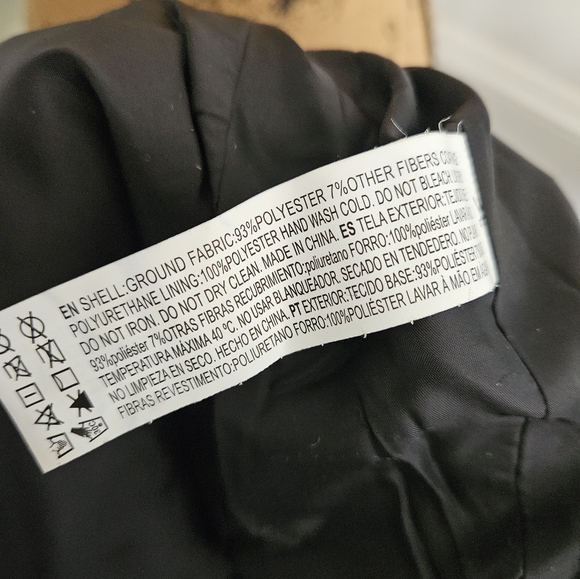 EN SHELL:GROUND FABRIC:93%POLYESTER 7%OTHER FIBERS
POLYURETHANE LINING:100%POLYESTER HAND WASH COLD. DO NOT BLEACH.
DO NOT IRON. DO NOT DRY CLEAN. MADE IN CHINA. ES TELA EXTERIOR:
93%poliéster 7%OTRAS FIBRAS RECUBRIMIENTO:poliuretano FORRO:100%poliéster LAVAR
TEMPERATURA MÁXIMA 40 ºC, NO USAR BLANQUEADOR. SECADO EN TENDEDERO.
NO LIMPIEZA EN SECO. HECHO EN CHINA. PT EXTERIOR:TECIDO BASE:93%POLIÉSTER
FIBRAS REVESTIMENTO:POLIURETANO FORRO:100%POLIÉSTER LAVAR À MÃO EM